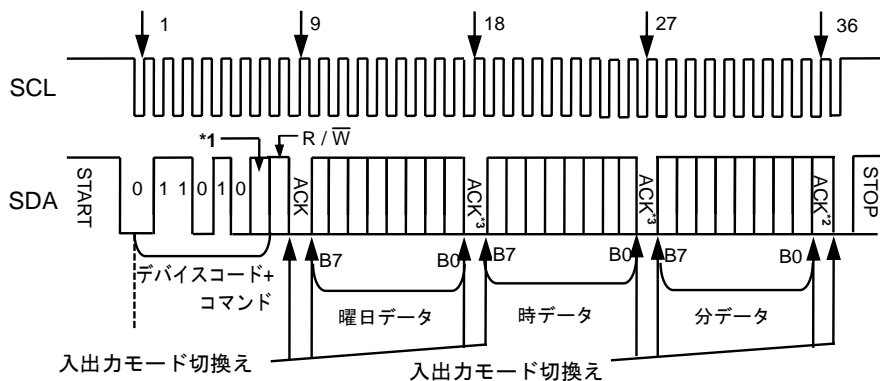 1 9 18 27 36
SCL
*1 R / W
SDA START 0 1 1 0 1 0 ACK ACK*3 ACK*3 ACK*2 STOP
B7 B0 B7 B0 B7 B0
デバイスコード+
コマンド
曜日データ 時データ 分データ
入出力モード切換え 入出力モード切換え